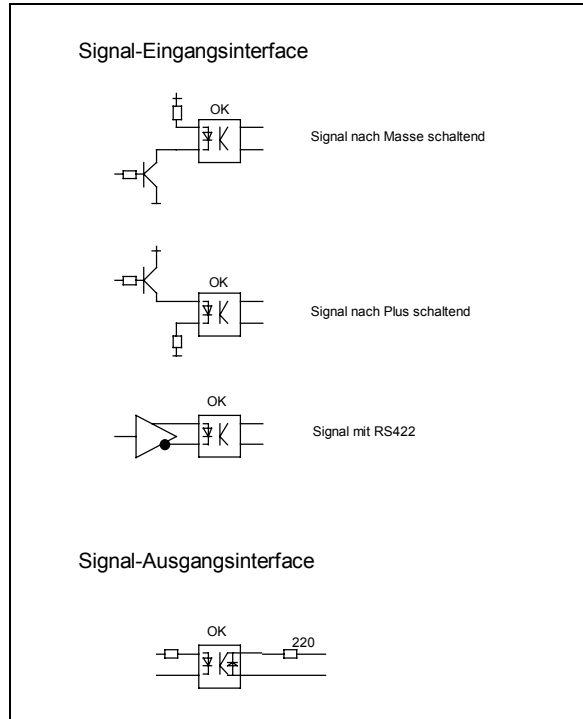 Signal-Eingangsinterface
OK
Signal nach Masse schaltend
OK
Signal nach Plus schaltend
OK
Signal mit RS422
Signal-Ausgangsinterface
OK
220